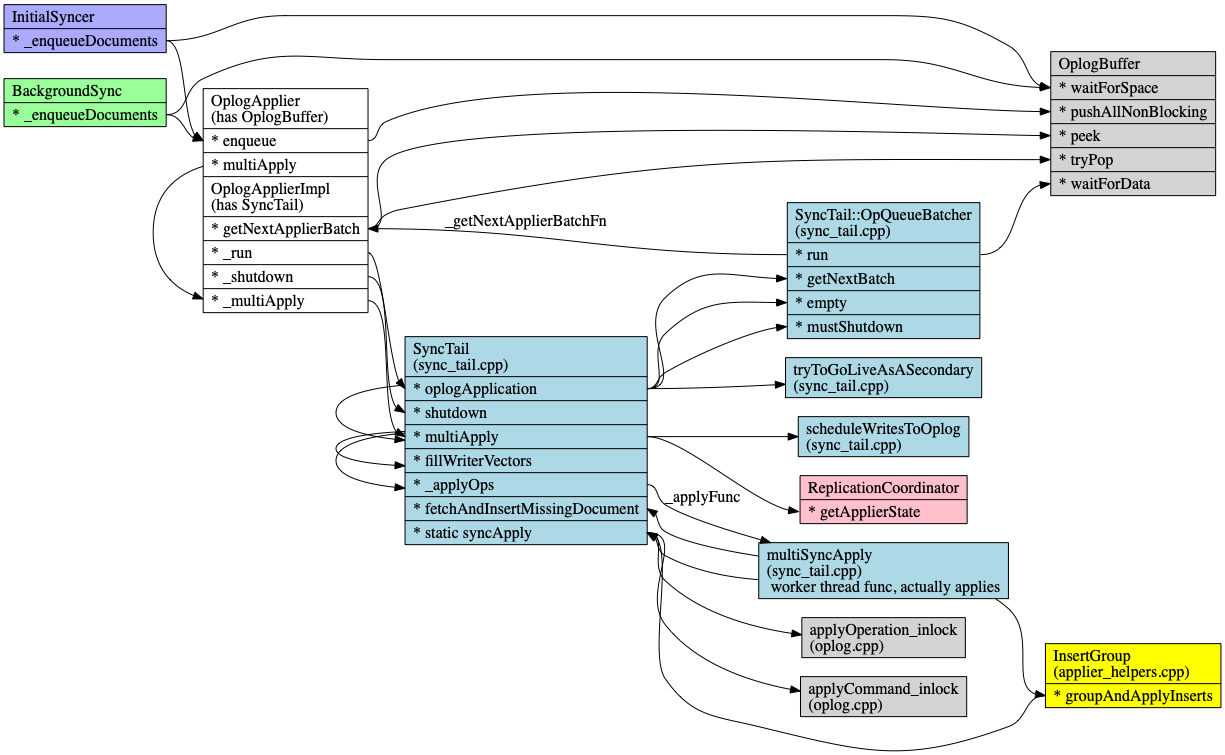 InitialSyncer
* _enqueueDocuments
BackgroundSync
* _enqueueDocuments
OplogApplier
(has OplogBuffer)
* enqueue
* multiApply
OplogApplierImpl
(has SyncTail)
* getNextApplierBatch
* _run
* _shutdown
* _multiApply
OplogBuffer
* waitForSpace
* pushAllNonBlocking
* peek
* tryPop
* waitForData
_getNextApplierBatchFn
SyncTail::OpQueueBatcher
(sync_tail.cpp)
* run
* getNextBatch
* empty
* mustShutdown
SyncTail
(sync_tail.cpp)
* oplogApplication
* shutdown
* multiApply
* fillWriterVectors
* _applyOps
* fetchAndInsertMissingDocument
* static syncApply
tryToGoLiveAsASecondary
(sync_tail.cpp)
scheduleWritesToOplog
(sync_tail.cpp)
ReplicationCoordinator
* getApplierState
_applyFunc
multiSyncApply
(sync_tail.cpp)
worker thread func, actually applies
applyOperation_inlock
(oplog.cpp)
applyCommand_inlock
(oplog.cpp)
InsertGroup
(applier_helpers.cpp)
* groupAndApplyInserts